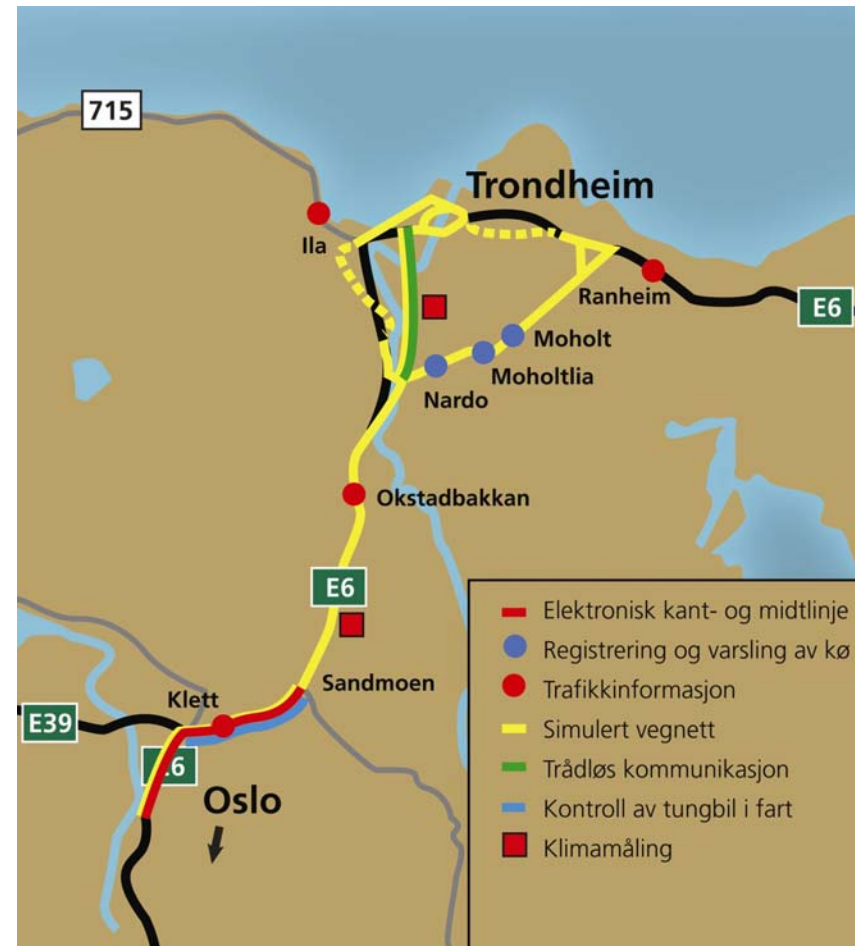 715
Trondheim
Ila
Ranheim
E6
Moholt
Moholtlia
Nardo
Okstadbakkan
E6
Sandmoen
Klett
E39
Oslo
Elektronisk kant- og midtlinje
Registrering og varsling av kø
Trafikkinformasjon
Simulert vegnett
Trådløs kommunikasjon
Kontroll av tungbil i fart
Klimamåling